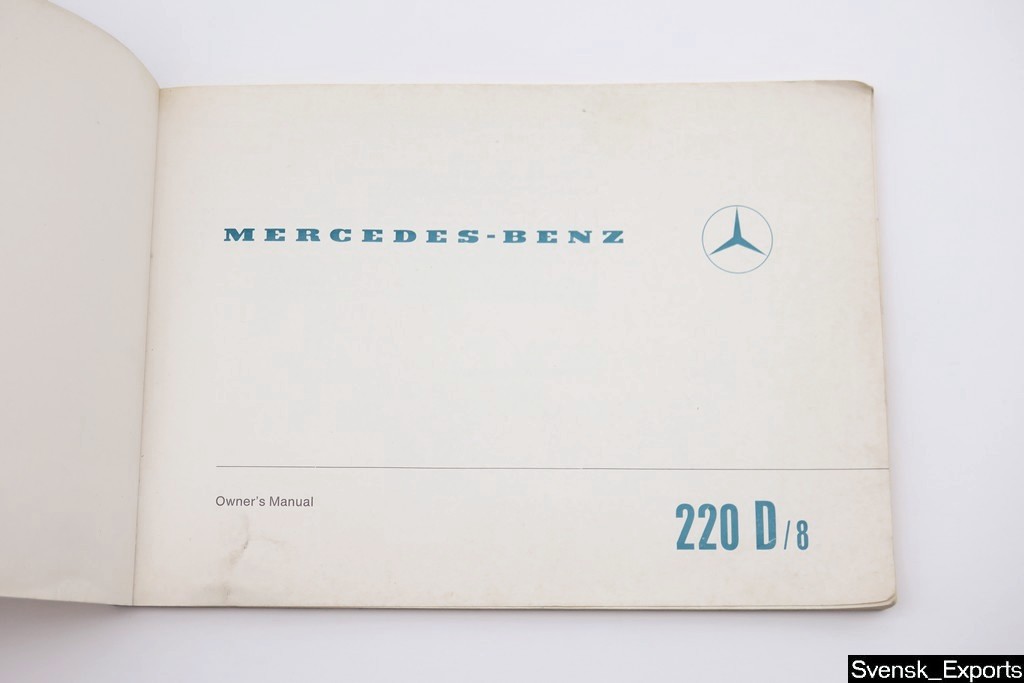 MERCEDES-BENZ
Owner's Manual
220 D/8
Svensk_Exports